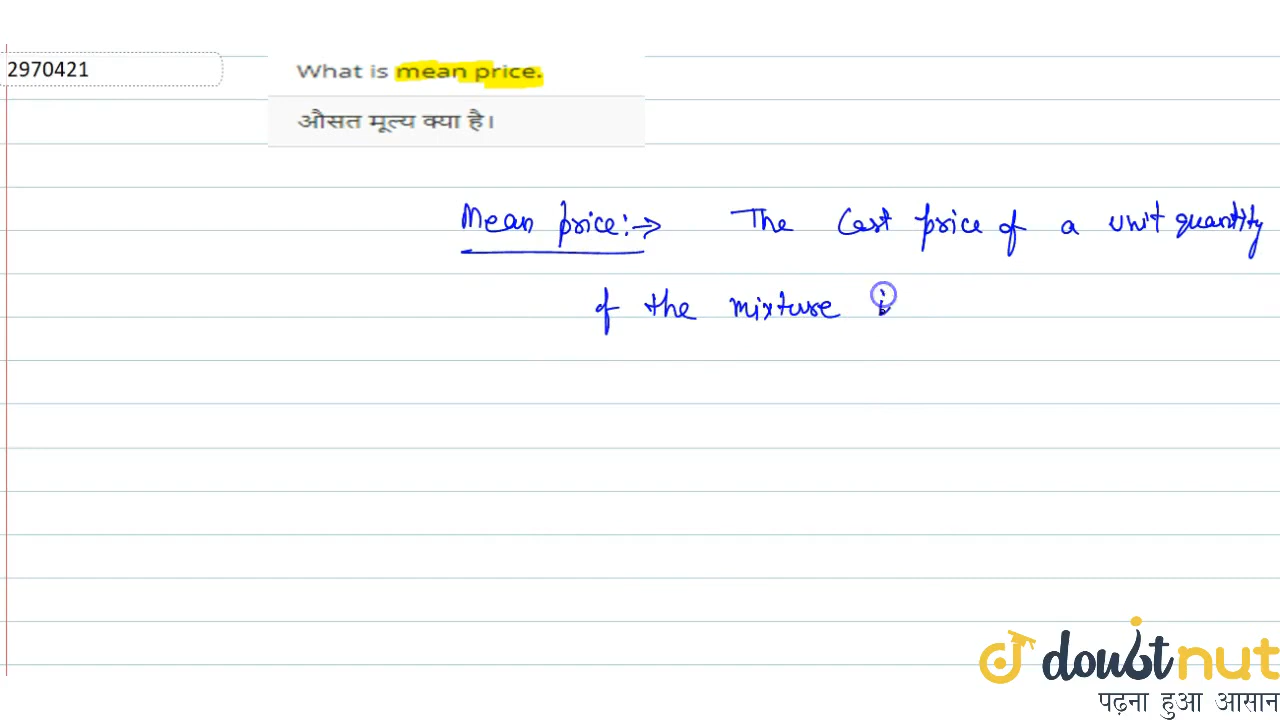 2970421
What is mean price.
औसत मूल्य क्या है।
Mean price:→ The Cost price of a unit quantity
of the mixture i
doubtnut
पढ़ना हुआ आसान